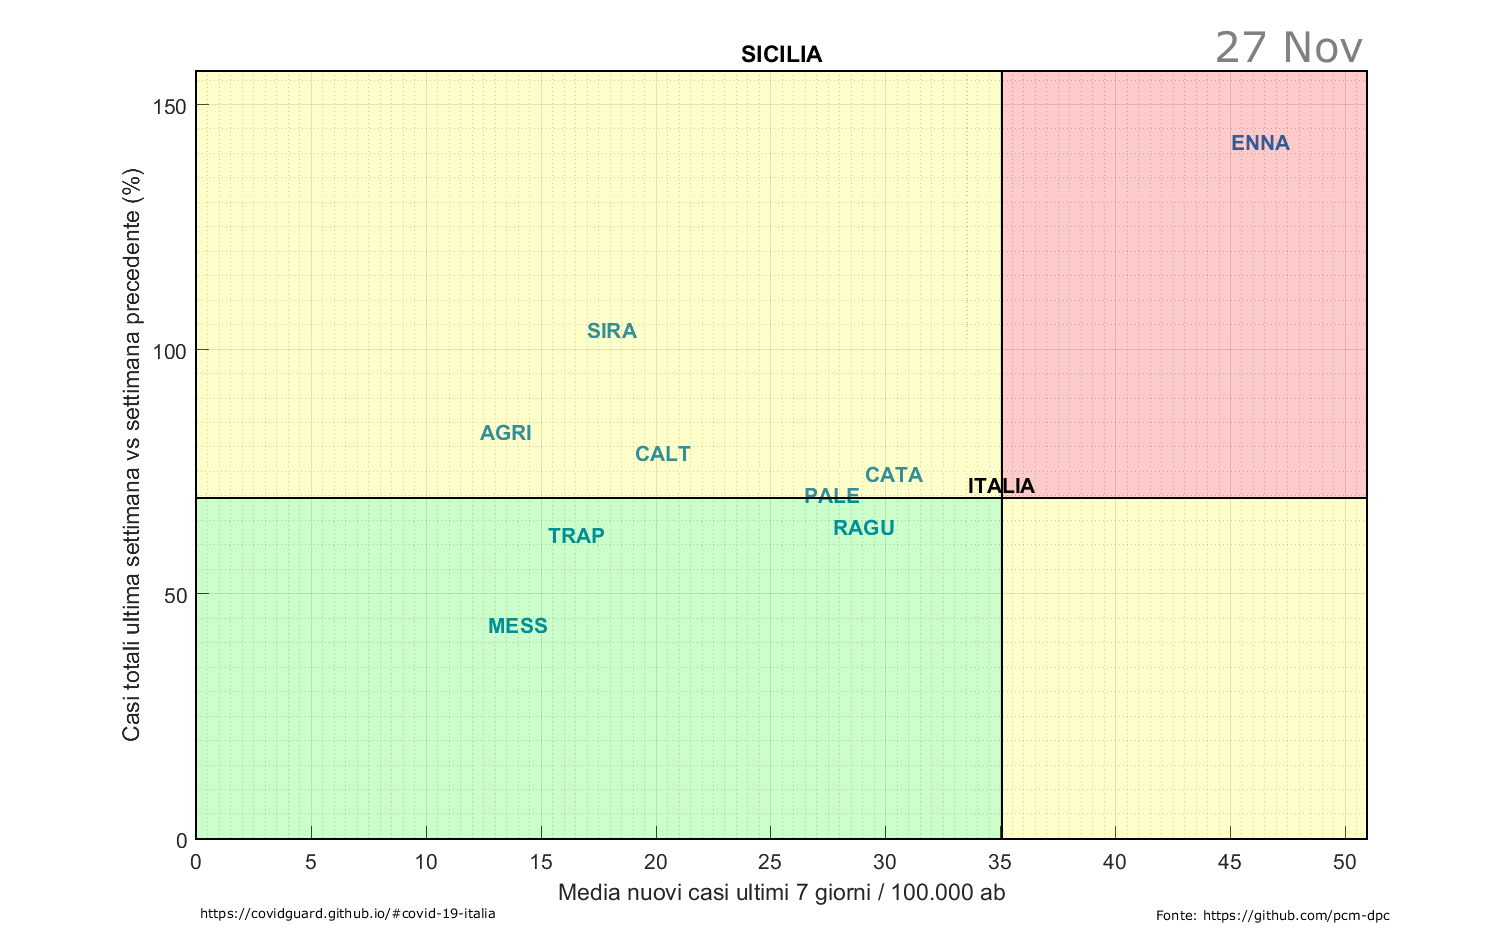 27 Nov
SICILIA
Casi totali ultima settimana vs settimana precedente (%)
150
100
50
0
ENNA
SIRA
AGRI
CALT
CATA
ITALIA
PALE
RAGU
TRAP
MESS
0 5 10 15 20 25 30 35 40 45 50
Media nuovi casi ultimi 7 giorni / 100.000 ab
https://covidguard.github.io/#covid-19-italia
Fonte: https://github.com/pcm-dpc